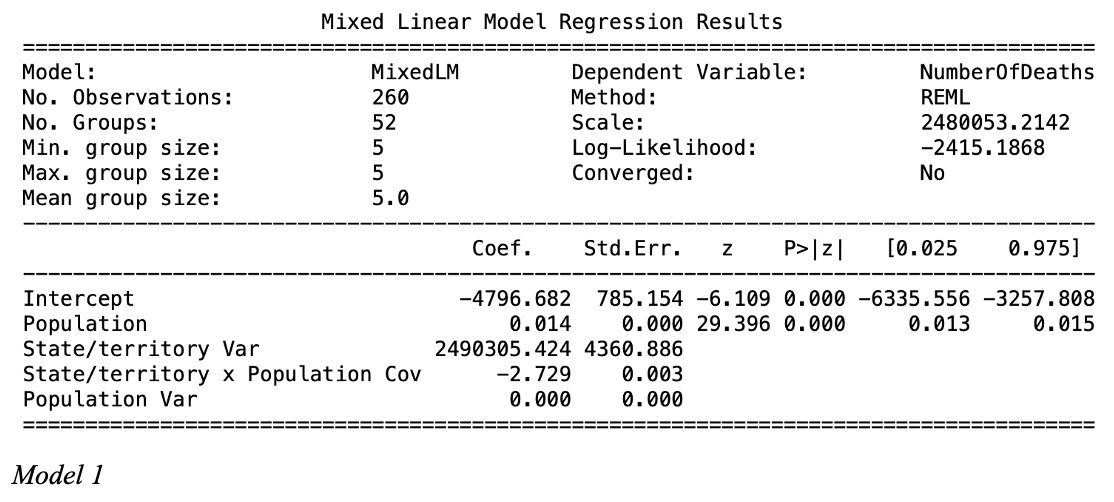 Mixed Linear Model Regression Results
================================================================================
Model: MixedLM Dependent Variable: NumberOfDeaths
No. Observations: 260 Method: REML
No. Groups: 52 Scale: 2480053.2142
Min. group size: 5 Log-Likelihood: -2415.1868
Max. group size: 5 Converged: No
Mean group size: 5.0
--------------------------------------------------------------------------------
Coef. Std.Err. z P>|z| [0.025 0.975]
--------------------------------------------------------------------------------
Intercept -4796.682 785.154 -6.109 0.000 -6335.556 -3257.808
Population 0.014 0.000 29.396 0.000 0.013 0.015
State/territory Var 2490305.424 4360.886
State/territory x Population Cov -2.729 0.003
Population Var 0.000 0.000
================================================================================
Model 1